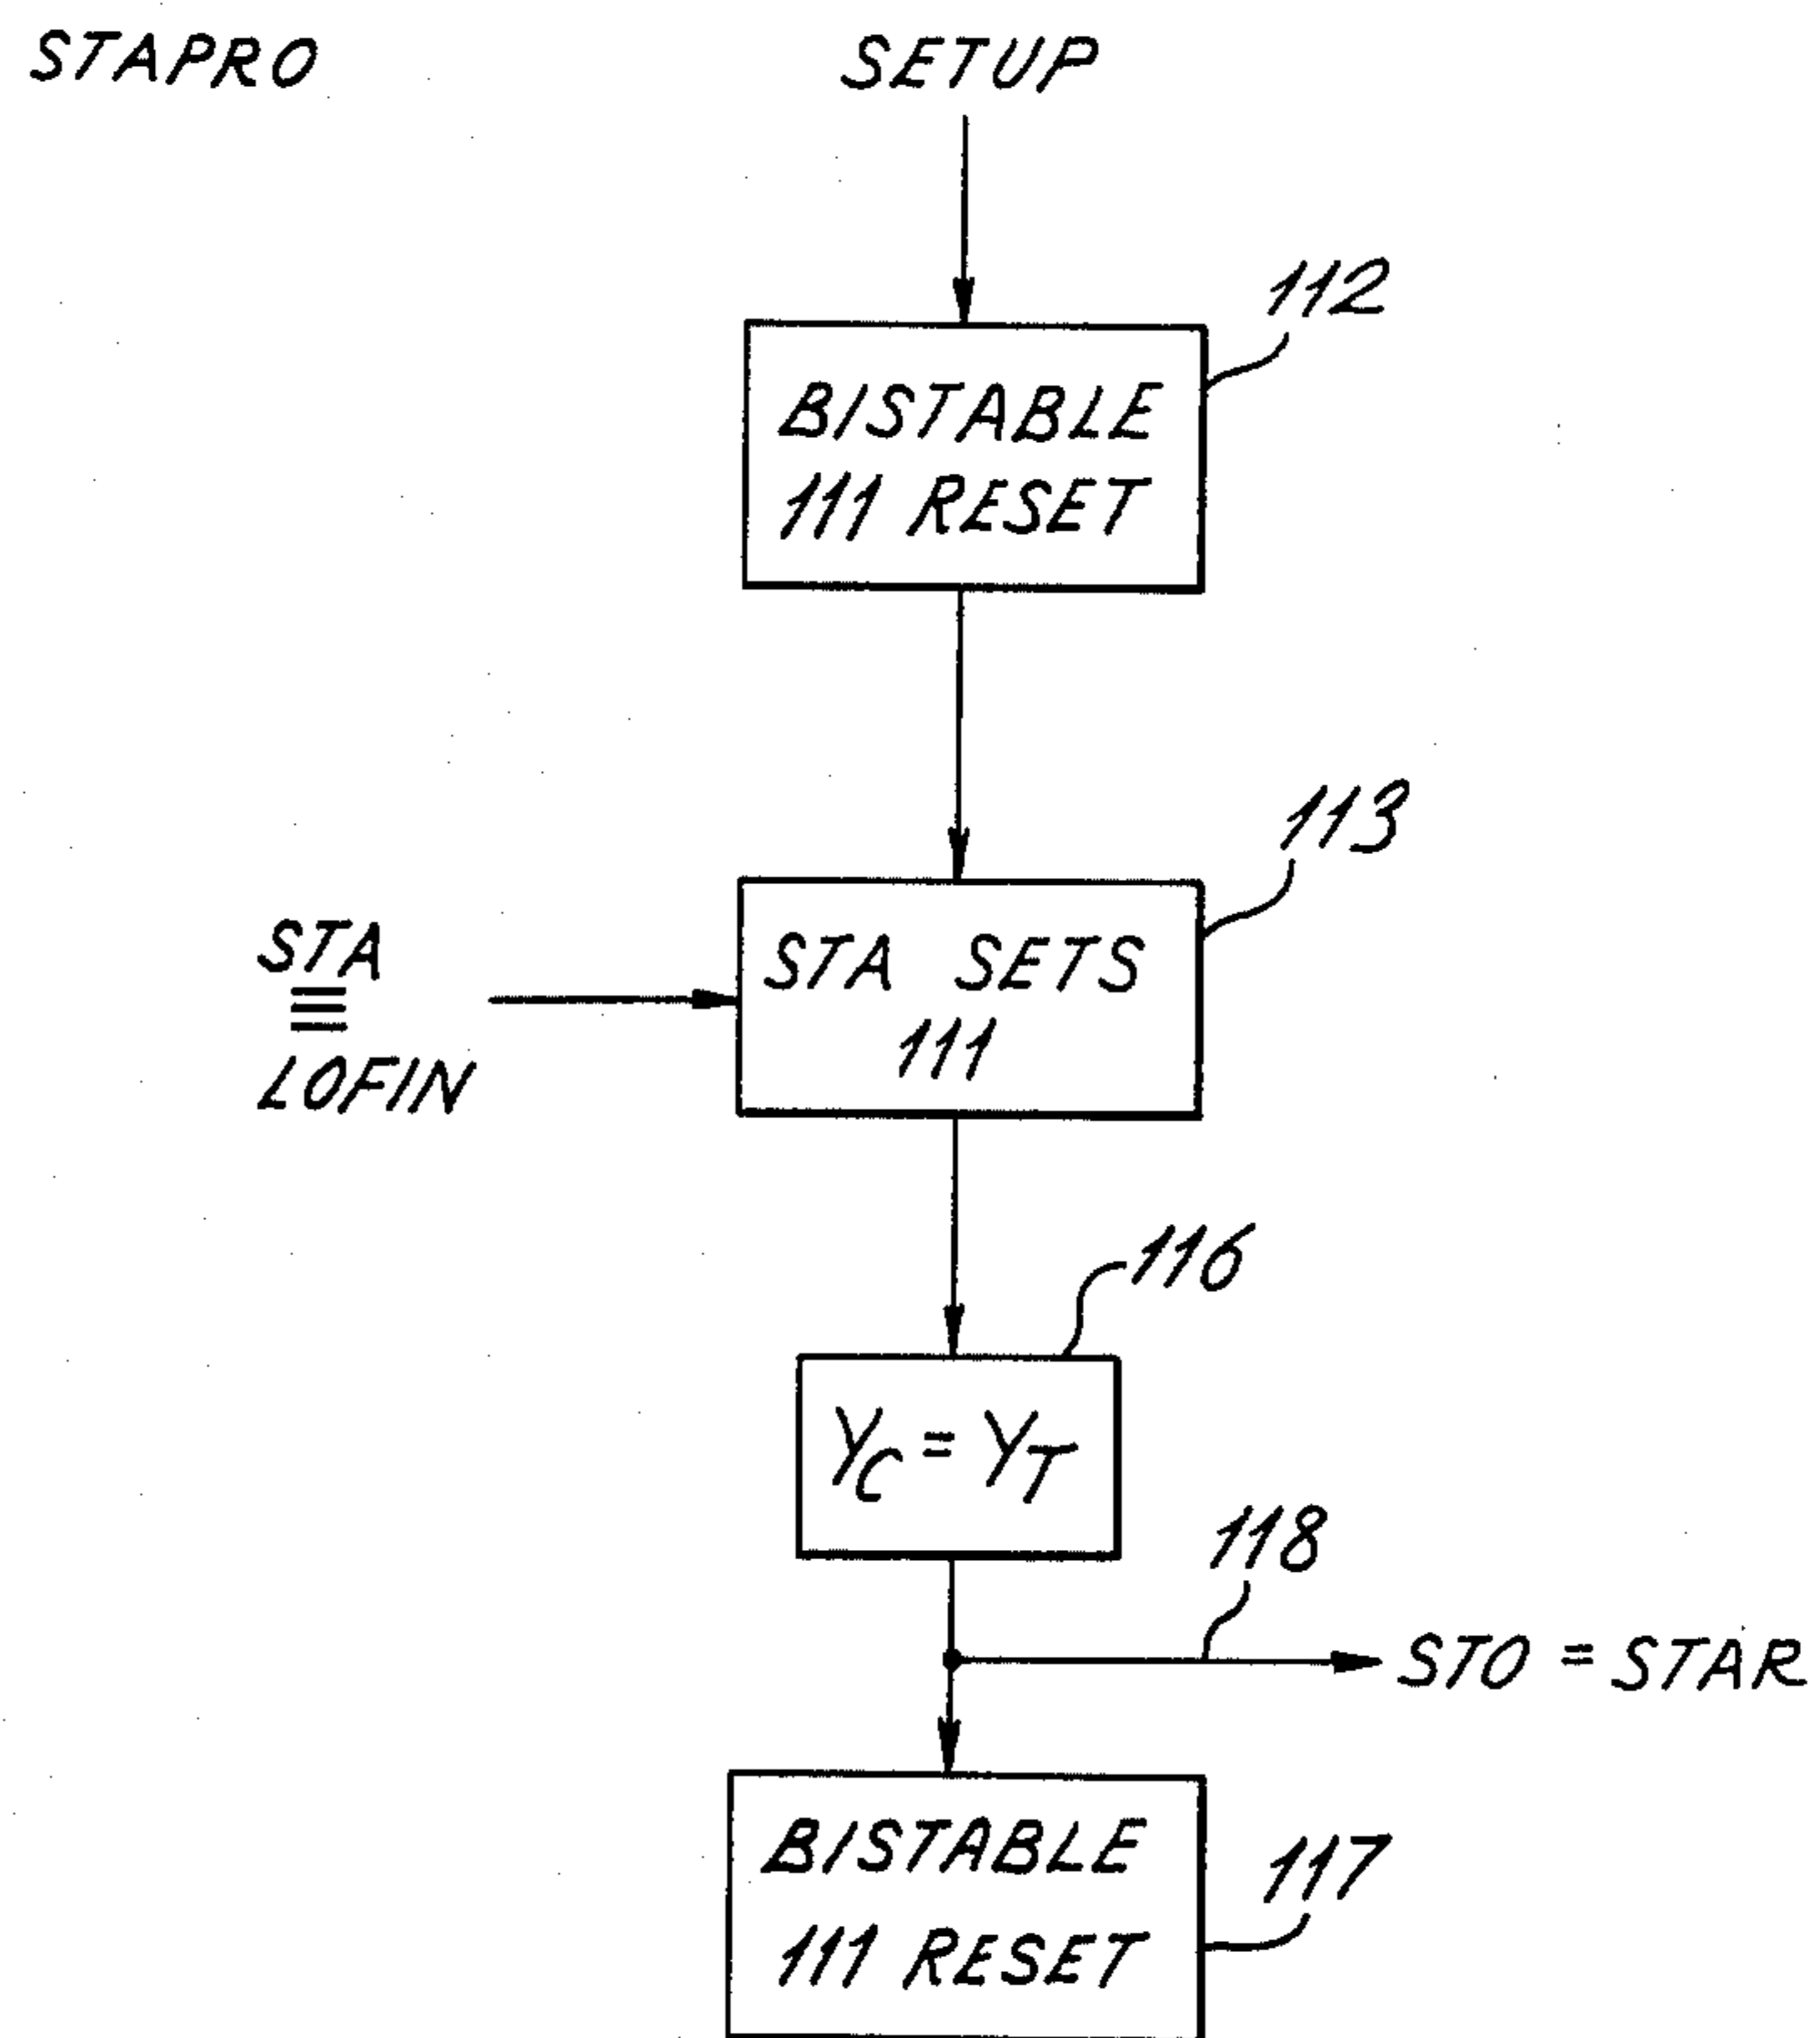 STAPRO
SETUP
112
BISTABLE
111 RESET
113
STA
≡
LOFIN
STA SETS
111
116
Y_C = Y_T
118
STO = STAR
BISTABLE
111 RESET
117